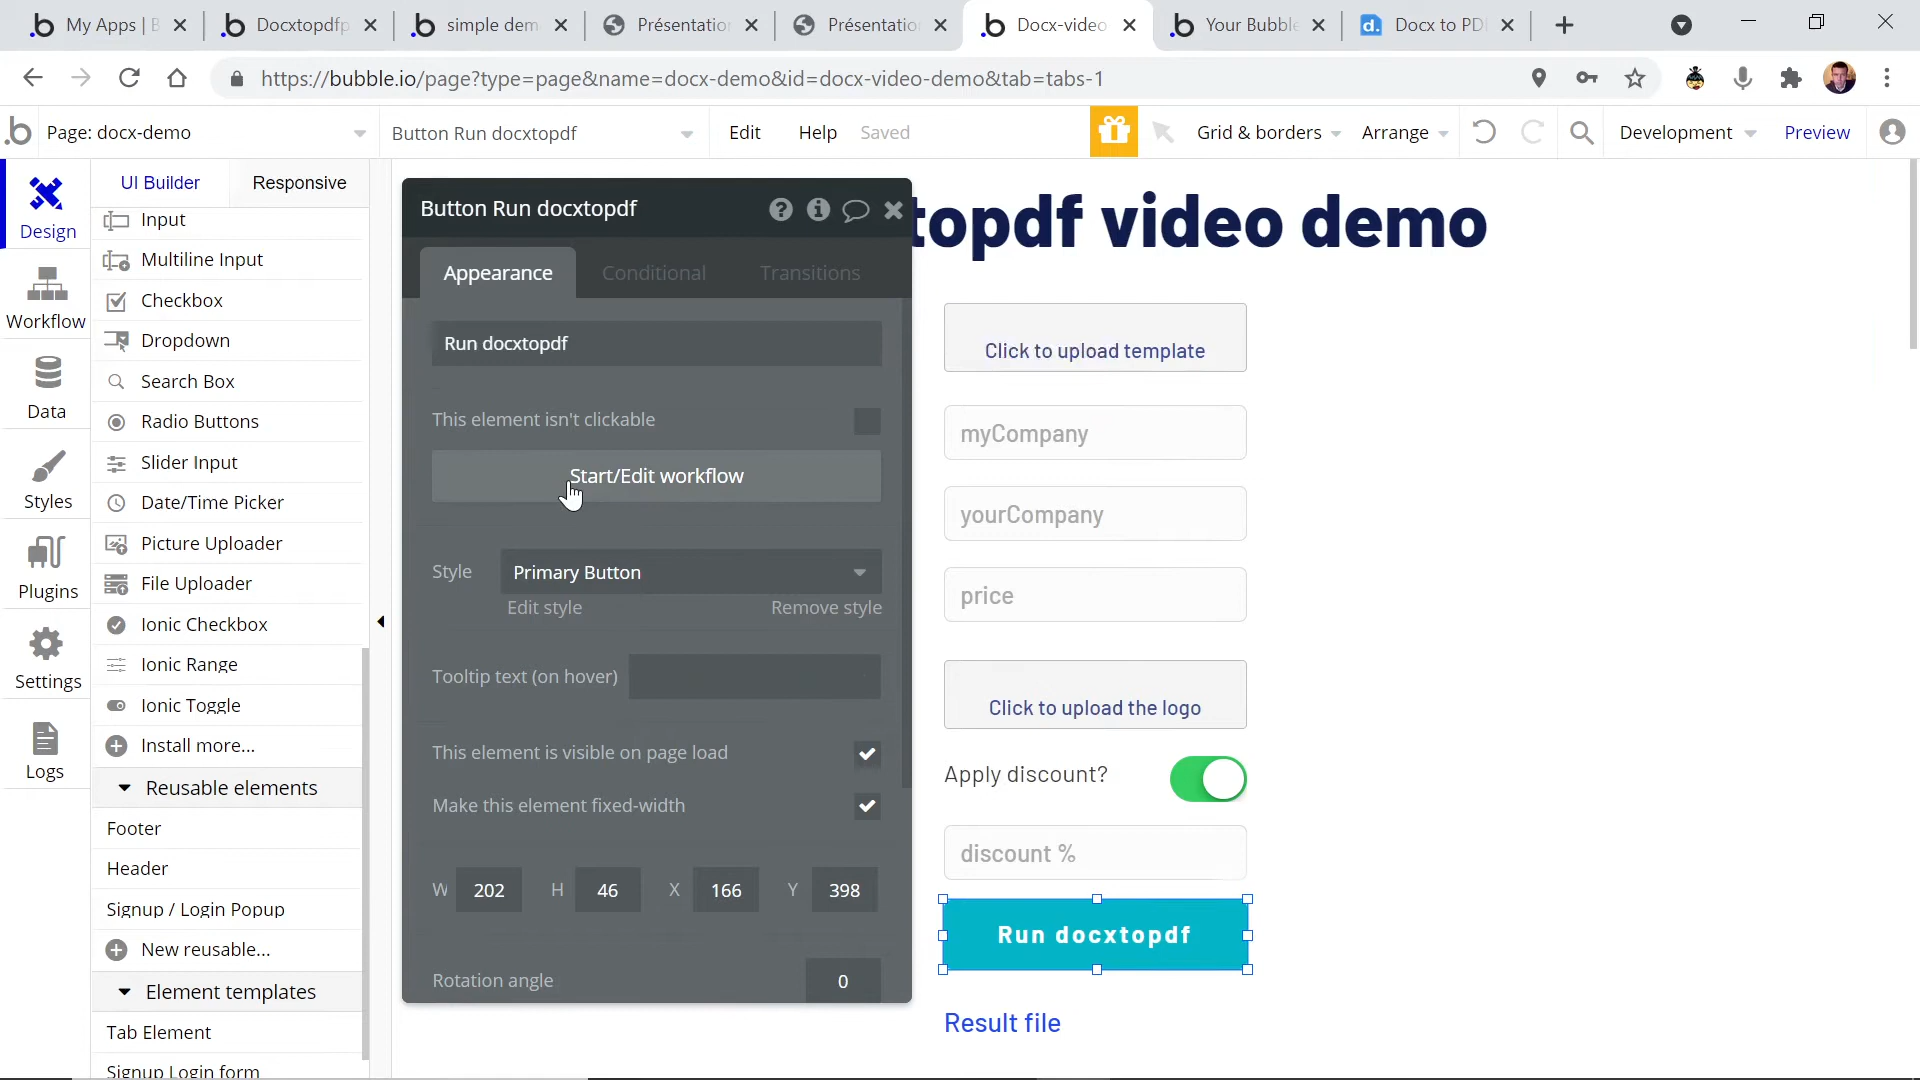 My Apps | B
Docxtopdfp
simple dem
Présentatio
Présentatio
Docx-video
Your Bubble
Docx to PD
https://bubble.io/page?type=page&name=docx-demo&id=docx-video-demo&tab=tabs-1
Page: docx-demo
Button Run docxtopdf
Edit
Help
Saved
Grid & borders
Arrange
Development
Preview
Design
Workflow
Data
Styles
Plugins
Settings
Logs
UI Builder
Responsive
Input
Multiline Input
Checkbox
Dropdown
Search Box
Radio Buttons
Slider Input
Date/Time Picker
Picture Uploader
File Uploader
Ionic Checkbox
Ionic Range
Ionic Toggle
Install more...
Reusable elements
Footer
Header
Signup / Login Popup
New reusable...
Element templates
Tab Element
Signup Login form
Button Run docxtopdf
Appearance
Conditional
Transitions
Run docxtopdf
This element isn't clickable
Start/Edit workflow
Style
Primary Button
Edit style
Remove style
Tooltip text (on hover)
This element is visible on page load
Make this element fixed-width
W 202 H 46 X 166 Y 398
Rotation angle 0
topdf video demo
Click to upload template
myCompany
yourCompany
price
Click to upload the logo
Apply discount?
discount %
Run docxtopdf
Result file